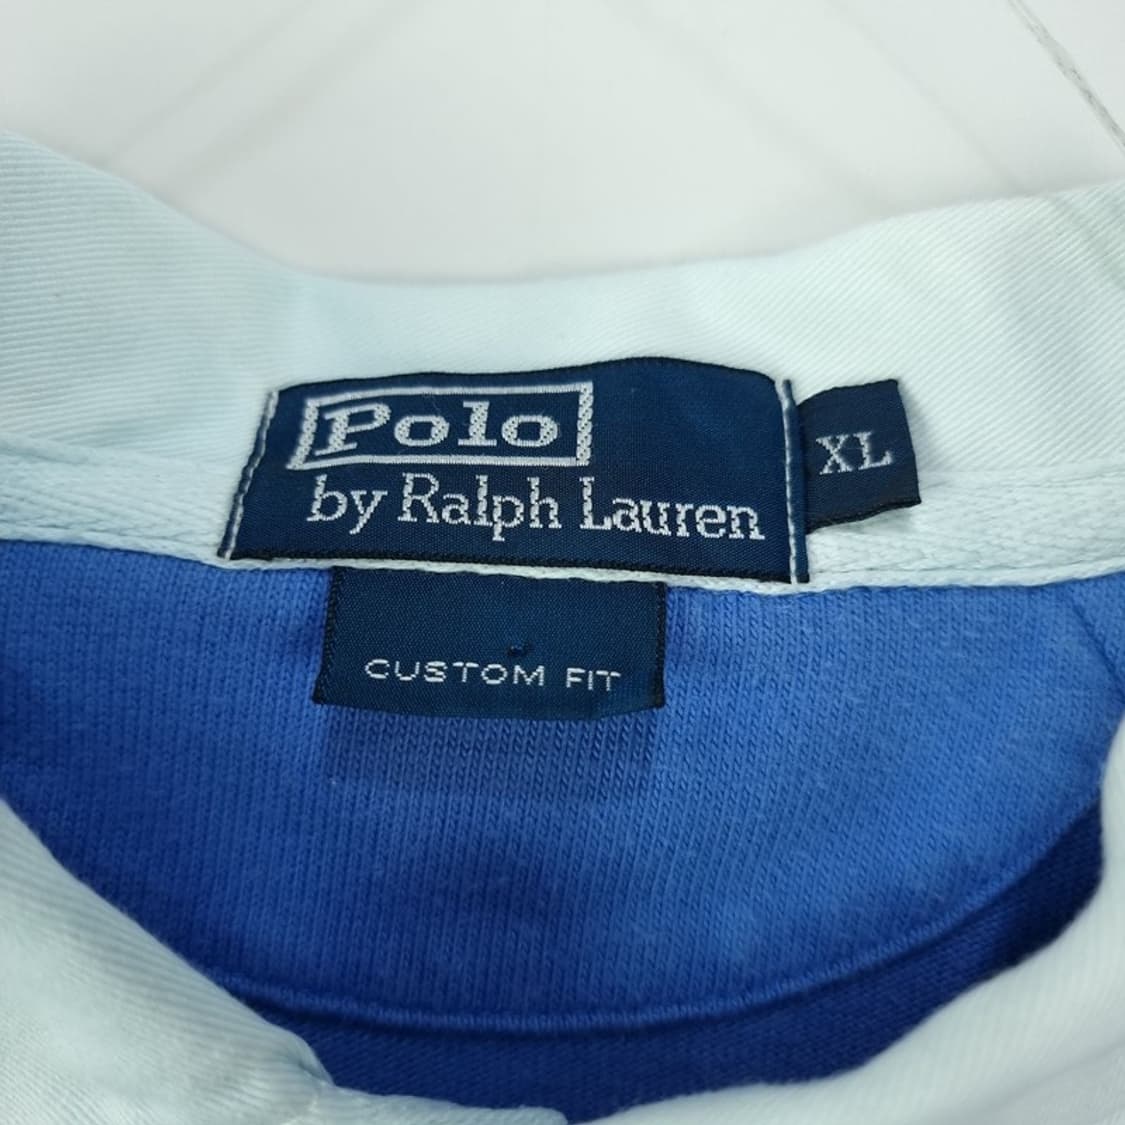 Polo
by Ralph Lauren
XL
CUSTOM FIT